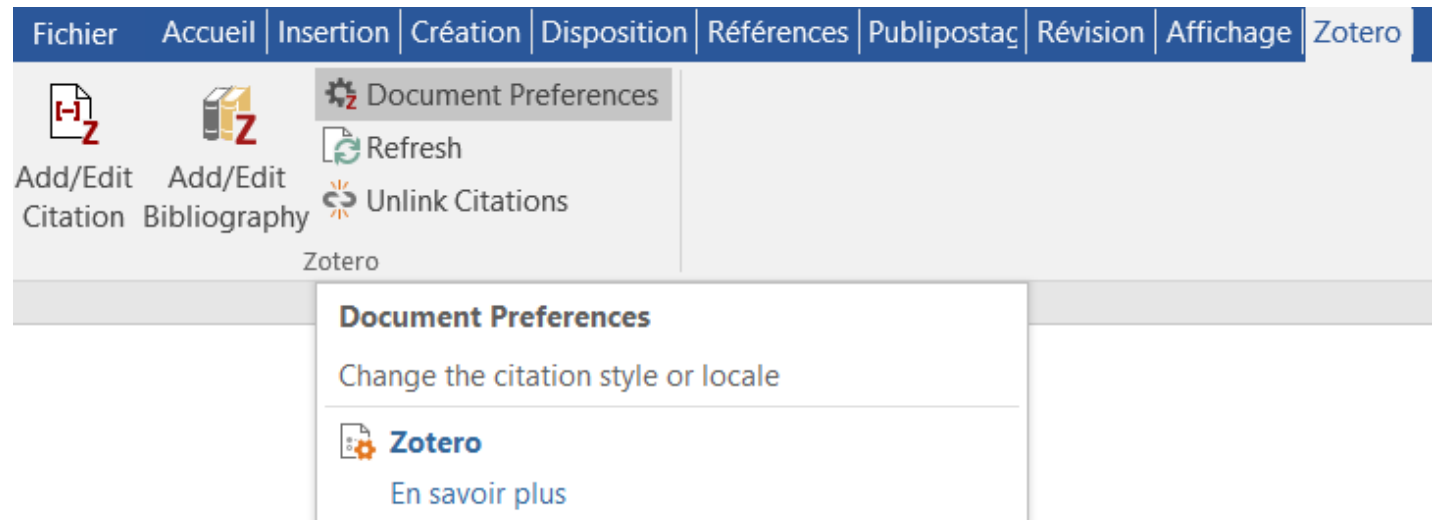 Fichier Accueil Insertion Création Disposition Références Publipostag Révision Affichage Zotero
Document Preferences
Refresh
Unlink Citations
Add/Edit Citation
Add/Edit Bibliography
Zotero
Document Preferences
Change the citation style or locale
Zotero
En savoir plus